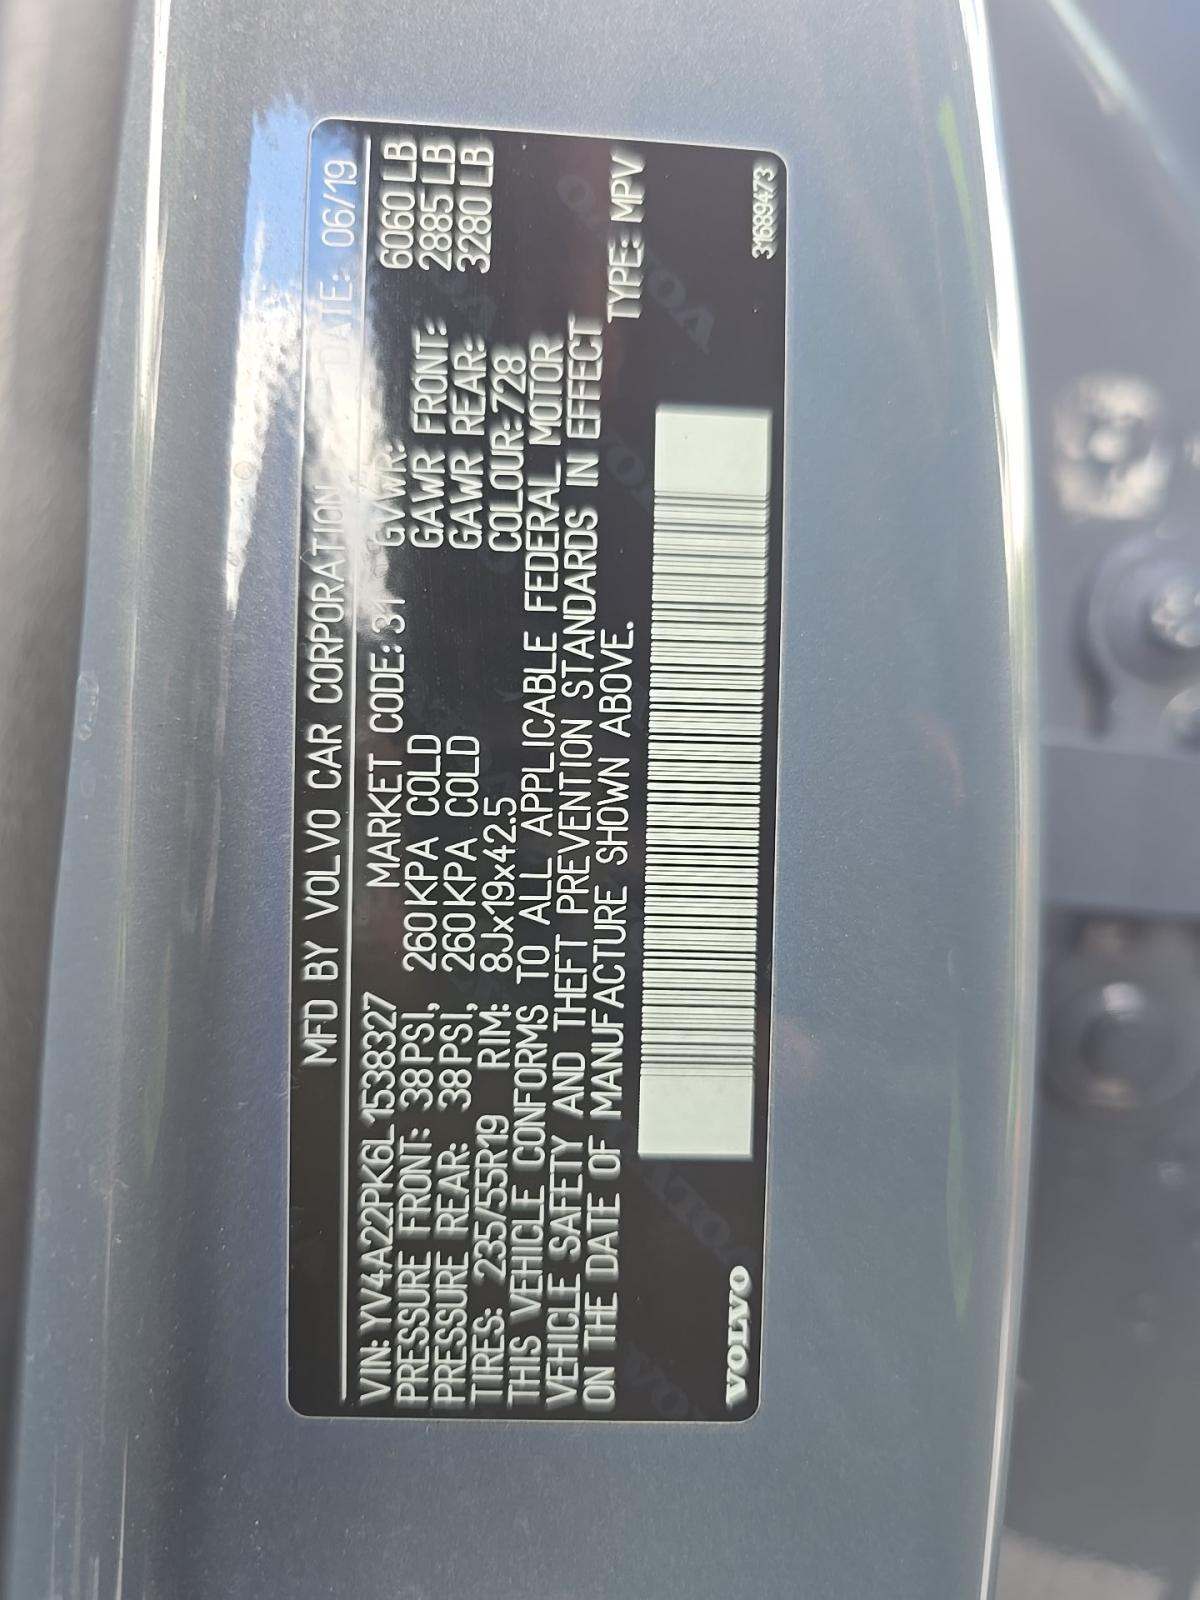 MFD BY VOLVO CAR CORPORATION DATE: 06/19
VIN: YV4A22PK6L1538327 MARKET CODE: 31 GVWR: 6060 LB
PRESSURE FRONT: 38PSI, 260KPA COLD GAWR FRONT: 2885 LB
PRESSURE REAR: 38PSI, 260KPA COLD GAWR REAR: 3280 LB
TIRES: 235/55R19 RIM: 8Jx19x42.5 COLOUR: 728
THIS VEHICLE CONFORMS TO ALL APPLICABLE FEDERAL MOTOR
VEHICLE SAFETY AND THEFT PREVENTION STANDARDS IN EFFECT
ON THE DATE OF MANUFACTURE SHOWN ABOVE. TYPE: MPV
VOLVO 31689473